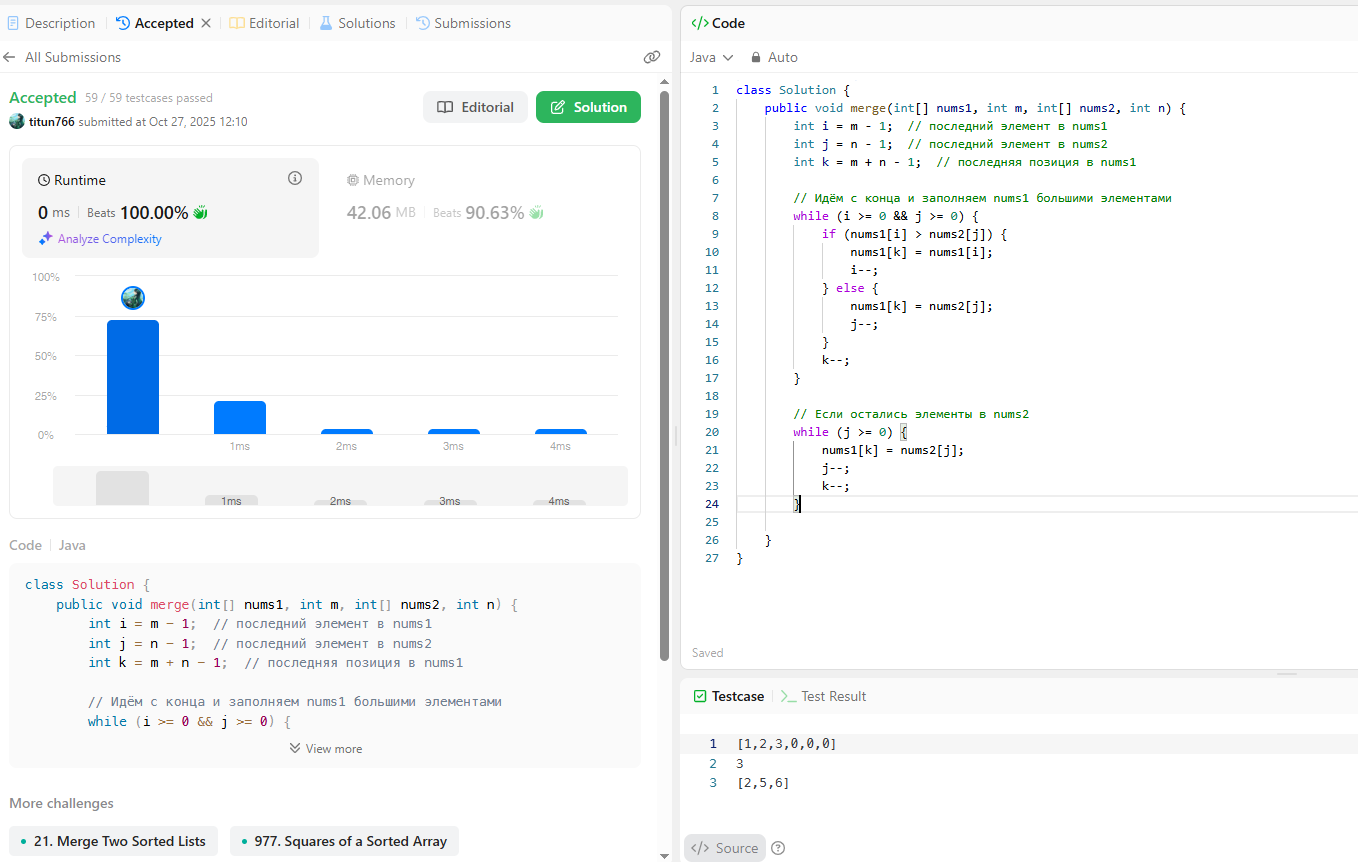 Description Accepted Editorial Solutions Submissions
All Submissions
Accepted 59 / 59 testcases passed
titun766 submitted at Oct 27, 2025 12:10
Editorial Solution
Runtime
0 ms Beats 100.00%
Analyze Complexity
Memory
42.06 MB Beats 90.63%
100%
75%
50%
25%
0%
1ms 2ms 3ms 4ms
1ms 2ms 3ms 4ms
Code Java
class Solution {
    public void merge(int[] nums1, int m, int[] nums2, int n) {
        int i = m - 1;  // последний элемент в nums1
        int j = n - 1;  // последний элемент в nums2
        int k = m + n - 1;  // последняя позиция в nums1
        // Идём с конца и заполняем nums1 большими элементами
        while (i >= 0 && j >= 0) {
View more
More challenges
21. Merge Two Sorted Lists 977. Squares of a Sorted Array
</> Code
Java Auto
1 class Solution {
2     public void merge(int[] nums1, int m, int[] nums2, int n) {
3         int i = m - 1;  // последний элемент в nums1
4         int j = n - 1;  // последний элемент в nums2
5         int k = m + n - 1;  // последняя позиция в nums1
6
7         // Идём с конца и заполняем nums1 большими элементами
8         while (i >= 0 && j >= 0) {
9             if (nums1[i] > nums2[j]) {
10                 nums1[k] = nums1[i];
11                 i--;
12             } else {
13                 nums1[k] = nums2[j];
14                 j--;
15             }
16             k--;
17         }
18
19         // Если остались элементы в nums2
20         while (j >= 0) {
21             nums1[k] = nums2[j];
22             j--;
23             k--;
24         }
25
26     }
27 }
Saved
Testcase >_ Test Result
1 [1,2,3,0,0,0]
2 3
3 [2,5,6]
</> Source ?